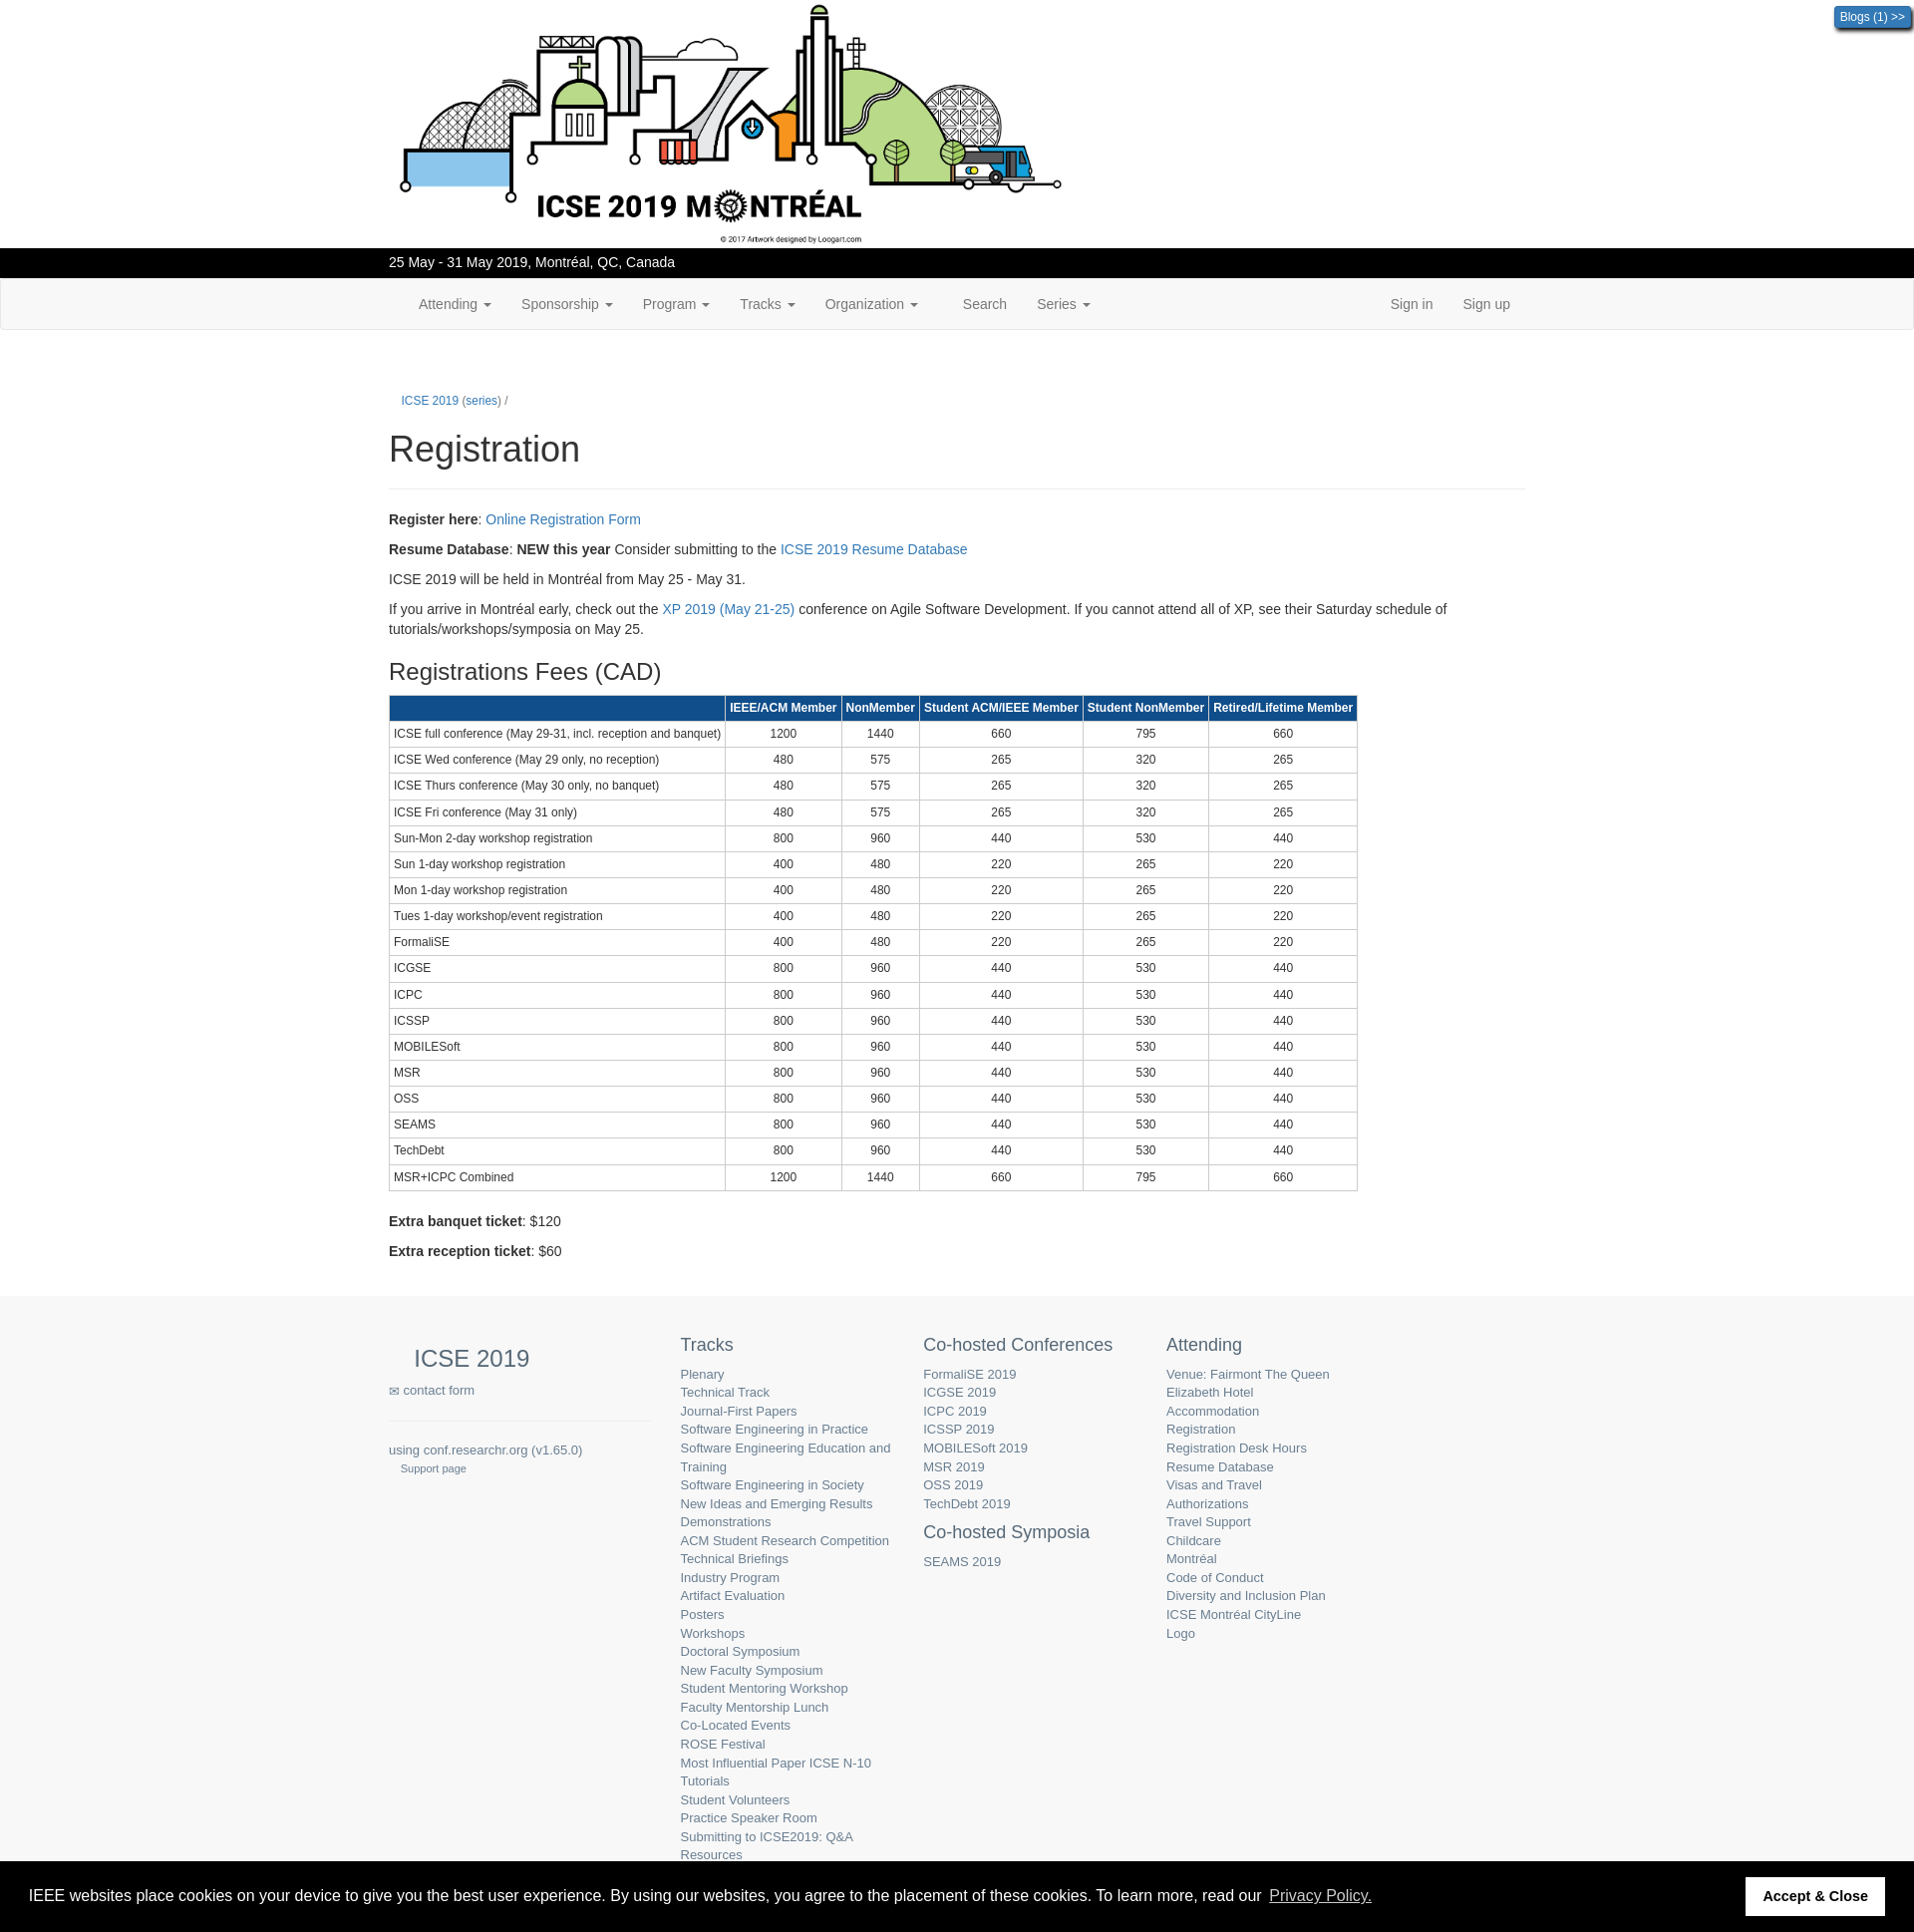 Blogs (1) >>
ICSE 2019 MONTRÉAL
© 2017 Artwork designed by Loogart.com
25 May - 31 May 2019, Montréal, QC, Canada
Attending Sponsorship Program Tracks Organization Search Series Sign in Sign up
ICSE 2019 (series) /
Registration
Register here: Online Registration Form
Resume Database: NEW this year Consider submitting to the ICSE 2019 Resume Database
ICSE 2019 will be held in Montréal from May 25 - May 31.
If you arrive in Montréal early, check out the XP 2019 (May 21-25) conference on Agile Software Development. If you cannot attend all of XP, see their Saturday schedule of
tutorials/workshops/symposia on May 25.
Registrations Fees (CAD)
IEEE/ACM Member NonMember Student ACM/IEEE Member Student NonMember Retired/Lifetime Member
ICSE full conference (May 29-31, incl. reception and banquet) 1200 1440 660 795 660
ICSE Wed conference (May 29 only, no reception) 480 575 265 320 265
ICSE Thurs conference (May 30 only, no banquet) 480 575 265 320 265
ICSE Fri conference (May 31 only) 480 575 265 320 265
Sun-Mon 2-day workshop registration 800 960 440 530 440
Sun 1-day workshop registration 400 480 220 265 220
Mon 1-day workshop registration 400 480 220 265 220
Tues 1-day workshop/event registration 400 480 220 265 220
FormaliSE 400 480 220 265 220
ICGSE 800 960 440 530 440
ICPC 800 960 440 530 440
ICSSP 800 960 440 530 440
MOBILESoft 800 960 440 530 440
MSR 800 960 440 530 440
OSS 800 960 440 530 440
SEAMS 800 960 440 530 440
TechDebt 800 960 440 530 440
MSR+ICPC Combined 1200 1440 660 795 660
Extra banquet ticket: $120
Extra reception ticket: $60
ICSE 2019
✉ contact form
using conf.researchr.org (v1.65.0)
Support page
Tracks
Plenary
Technical Track
Journal-First Papers
Software Engineering in Practice
Software Engineering Education and
Training
Software Engineering in Society
New Ideas and Emerging Results
Demonstrations
ACM Student Research Competition
Technical Briefings
Industry Program
Artifact Evaluation
Posters
Workshops
Doctoral Symposium
New Faculty Symposium
Student Mentoring Workshop
Faculty Mentorship Lunch
Co-Located Events
ROSE Festival
Most Influential Paper ICSE N-10
Tutorials
Student Volunteers
Practice Speaker Room
Submitting to ICSE2019: Q&A
Resources
Co-hosted Conferences
FormaliSE 2019
ICGSE 2019
ICPC 2019
ICSSP 2019
MOBILESoft 2019
MSR 2019
OSS 2019
TechDebt 2019
Co-hosted Symposia
SEAMS 2019
Attending
Venue: Fairmont The Queen
Elizabeth Hotel
Accommodation
Registration
Registration Desk Hours
Resume Database
Visas and Travel
Authorizations
Travel Support
Childcare
Montréal
Code of Conduct
Diversity and Inclusion Plan
ICSE Montréal CityLine
Logo
IEEE websites place cookies on your device to give you the best user experience. By using our websites, you agree to the placement of these cookies. To learn more, read our Privacy Policy.
Accept & Close